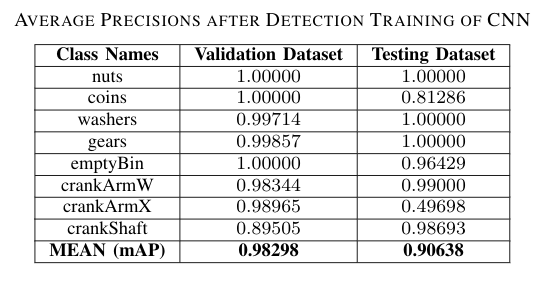 AVERAGE PRECISIONS AFTER DETECTION TRAINING OF CNN
Class Names Validation Dataset Testing Dataset
nuts 1.00000 1.00000
coins 1.00000 0.81286
washers 0.99714 1.00000
gears 0.99857 1.00000
emptyBin 1.00000 0.96429
crankArmW 0.98344 0.99000
crankArmX 0.98965 0.49698
crankShaft 0.89505 0.98693
MEAN (mAP) 0.98298 0.90638